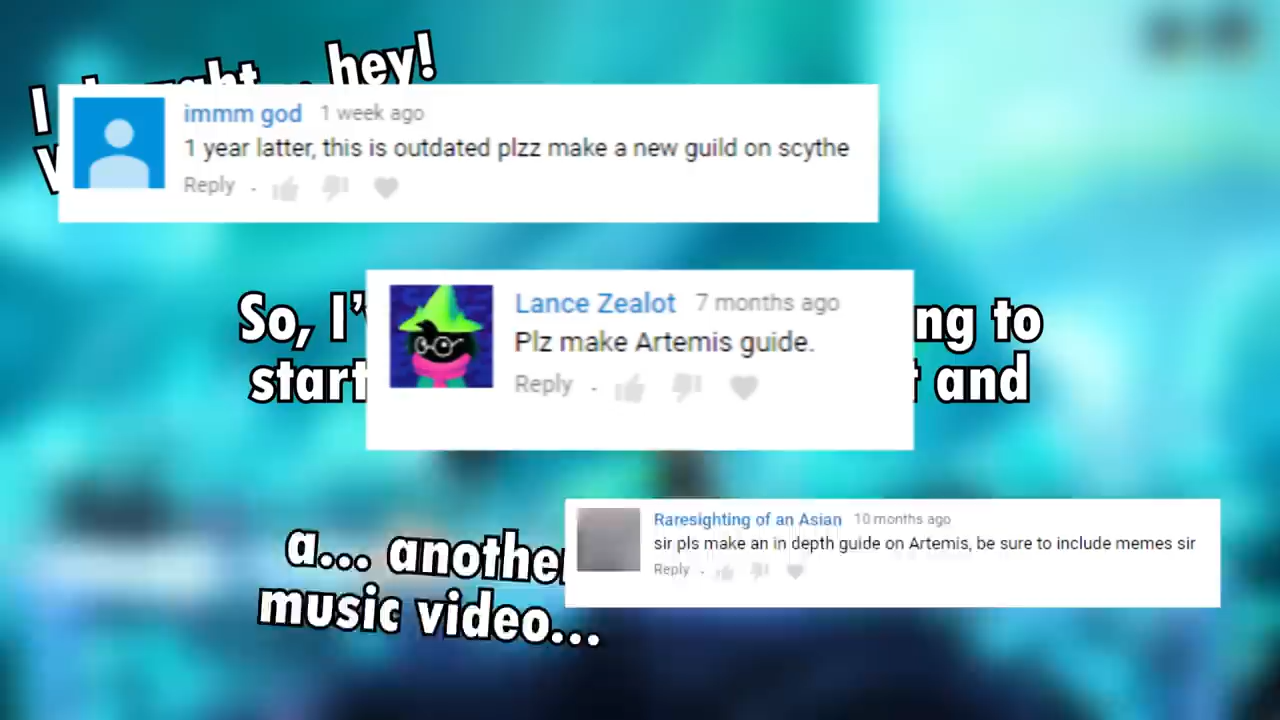 I hey!
immm god 1 week ago
1 year latter, this is outdated plzz make a new guild on scythe
Reply
So, I' ng to
Lance Zealot 7 months ago
Plz make Artemis guide.
start and
Reply
Raresighting of an Asian 10 months ago
sir pls make an in depth guide on Artemis, be sure to include memes sir
Reply
a... another
music video...